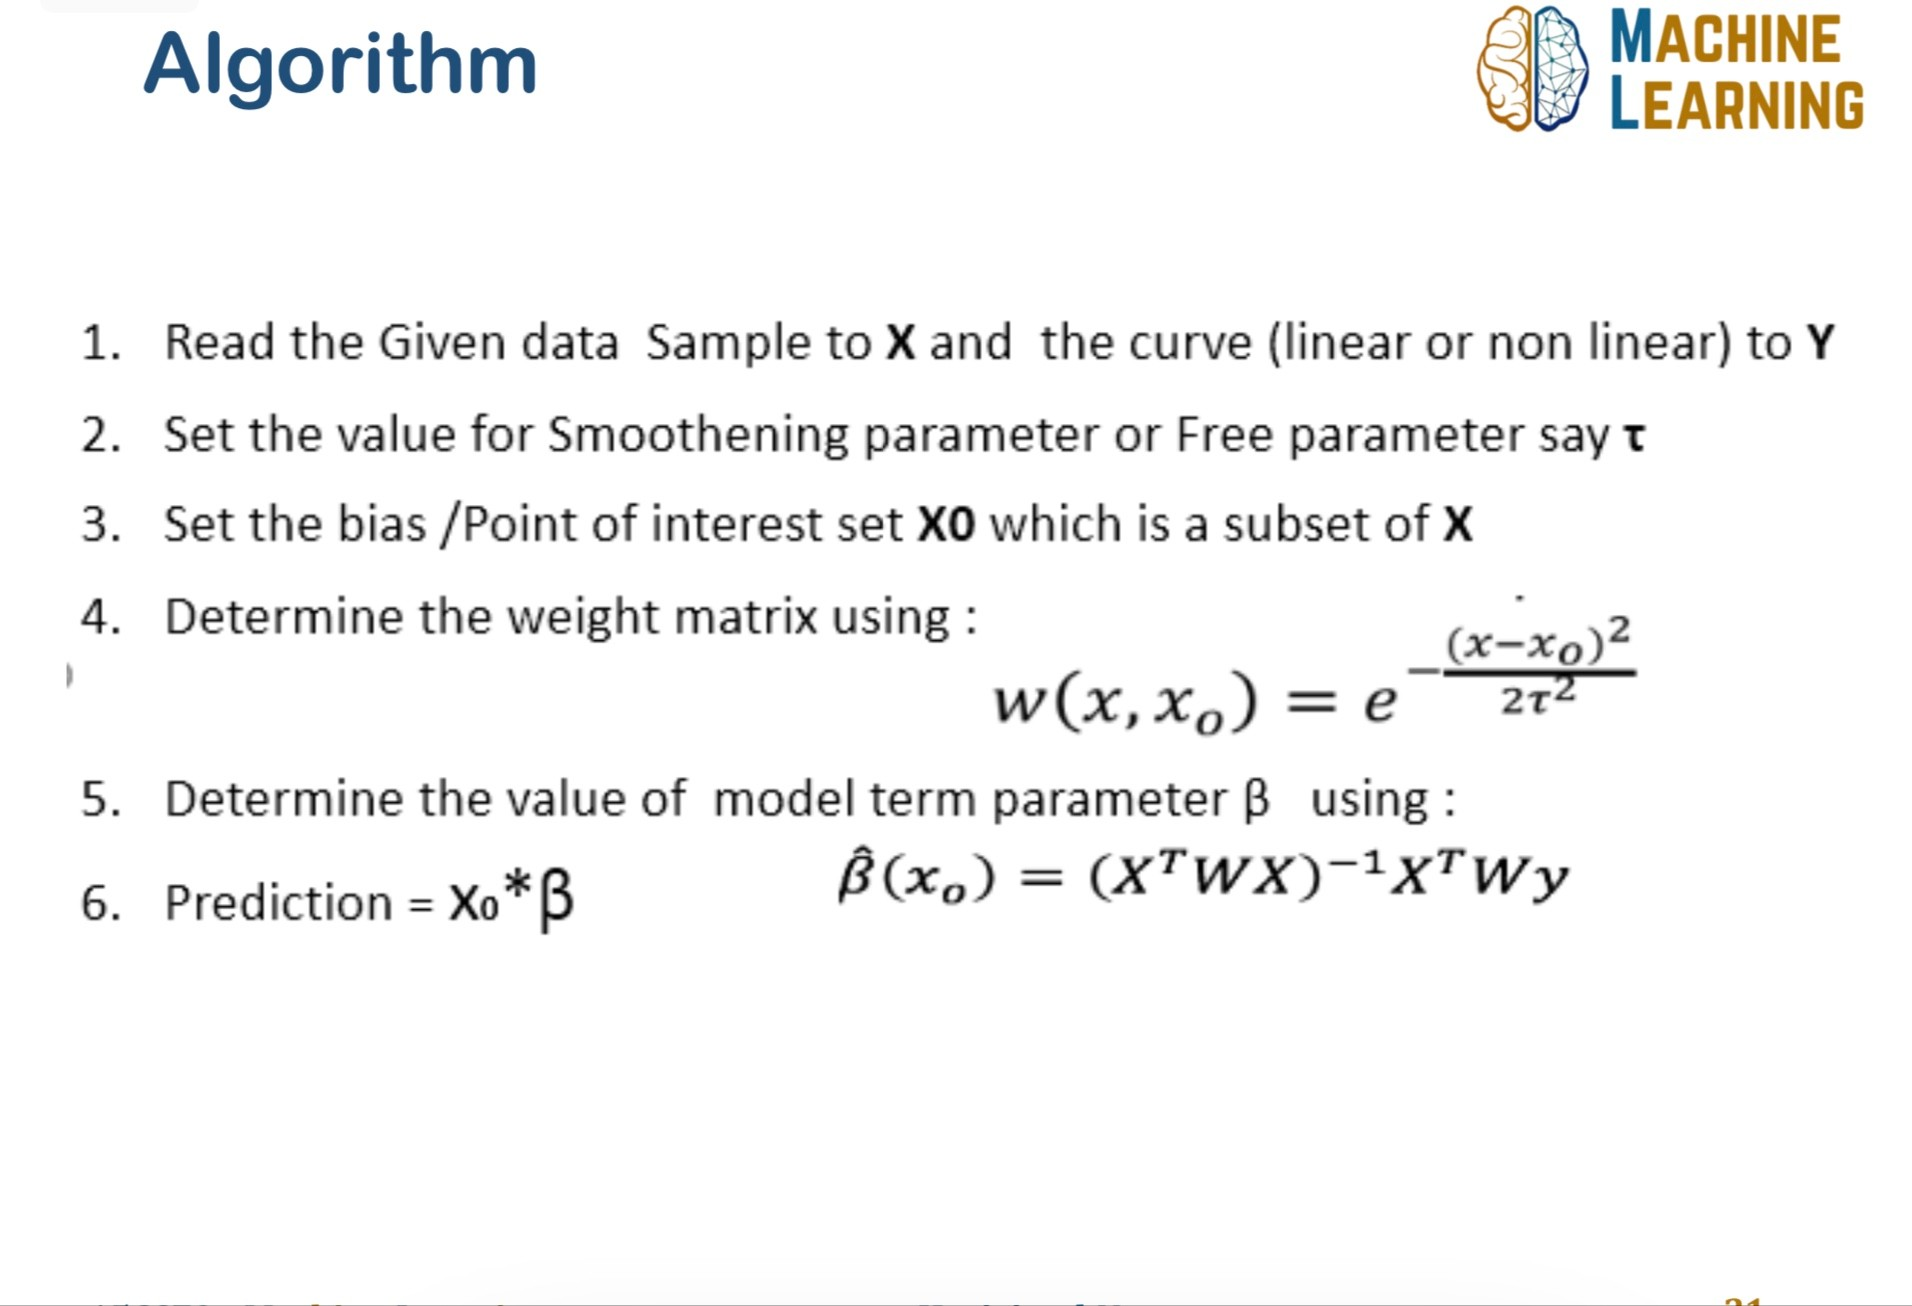 Algorithm
MACHINE
LEARNING
1. Read the Given data Sample to X and the curve (linear or non linear) to Y
2. Set the value for Smoothening parameter or Free parameter say τ
3. Set the bias /Point of interest set X0 which is a subset of X
4. Determine the weight matrix using :
w(x, x₀) = e^{-(x-x₀)²/2τ²}
5. Determine the value of model term parameter β using :
β̂(x₀) = (XᵀWX)⁻¹XᵀWy
6. Prediction = X₀*β